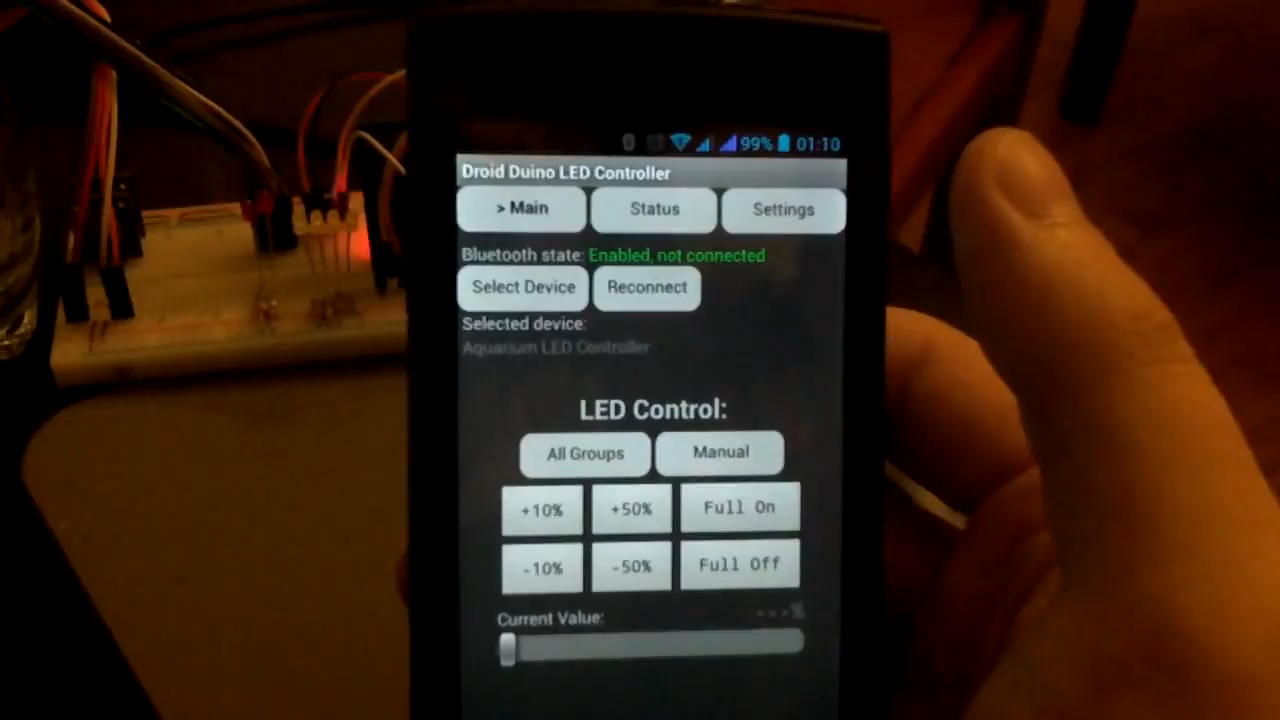 99% 01:10
Droid Duino LED Controller
> Main Status Settings
Bluetooth state: Enabled, not connected
Select Device Reconnect
Selected device:
Aquarium LED Controller
LED Control:
All Groups Manual
+10% +50% Full On
-10% -50% Full Off
Current Value: ---%